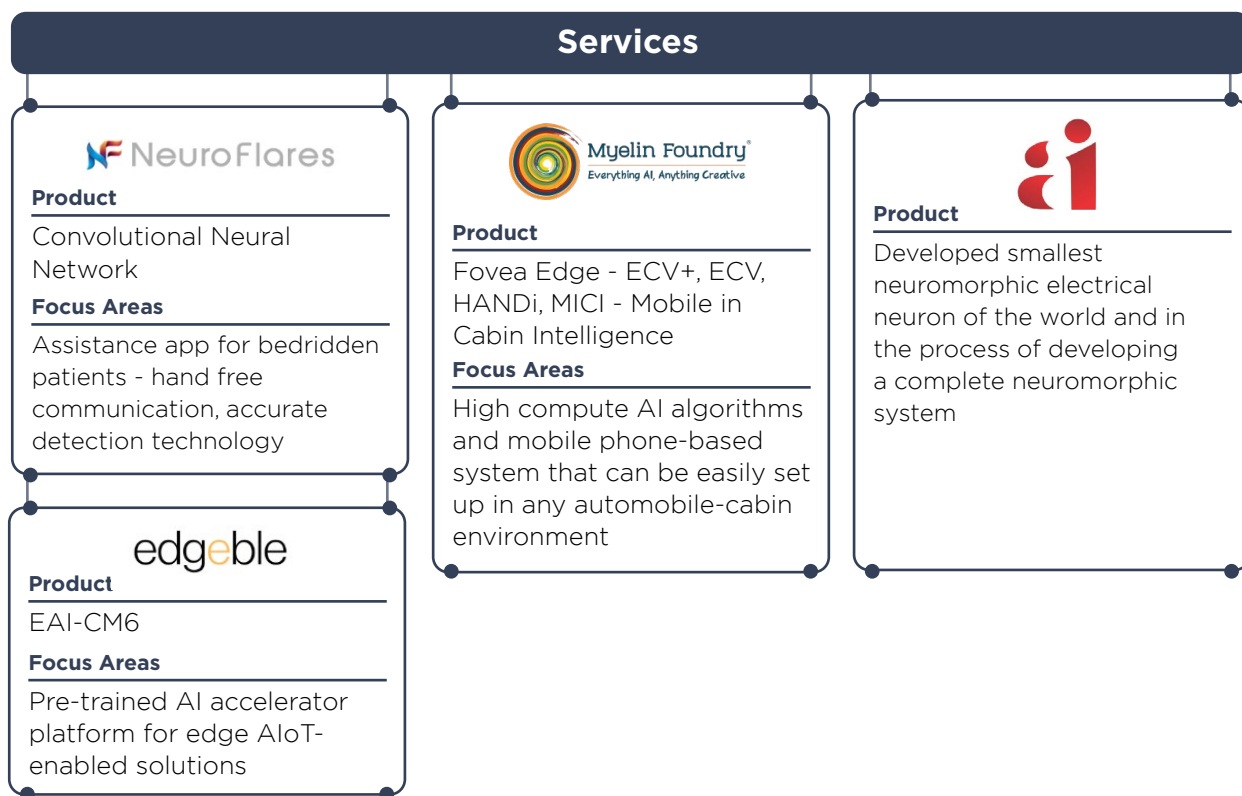 Services
NeuroFlares
Product
Convolutional Neural
Network
Focus Areas
Assistance app for bedridden
patients - hand free
communication, accurate
detection technology
edgeble
Product
EAI-CM6
Focus Areas
Pre-trained AI accelerator
platform for edge AIoT-
enabled solutions
Myelin Foundry®
Everything AI, Anything Creative
Product
Fovea Edge - ECV+, ECV,
HANDi, MICI - Mobile in
Cabin Intelligence
Focus Areas
High compute AI algorithms
and mobile phone-based
system that can be easily set
up in any automobile-cabin
environment
ai
Product
Developed smallest
neuromorphic electrical
neuron of the world and in
the process of developing
a complete neuromorphic
system